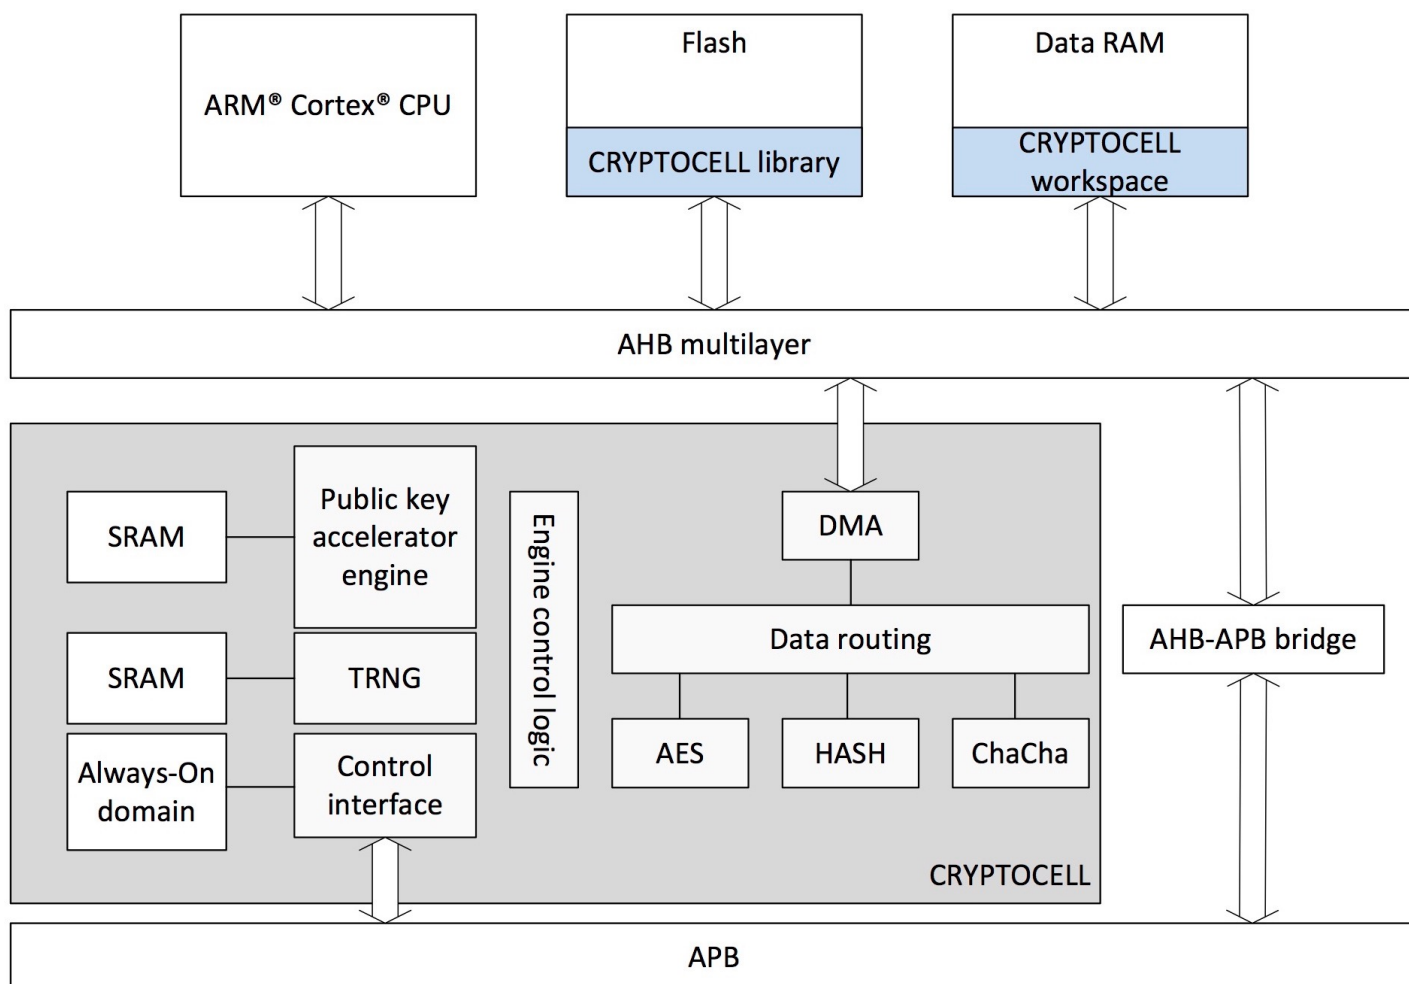 ARM® Cortex® CPU
Flash
CRYPTOCELL library
Data RAM
CRYPTOCELL
workspace
AHB multilayer
SRAM
Public key
accelerator
engine
Engine control logic
DMA
Data routing
AHB-APB bridge
SRAM
TRNG
AES
HASH
ChaCha
Always-On
domain
Control
interface
CRYPTOCELL
APB